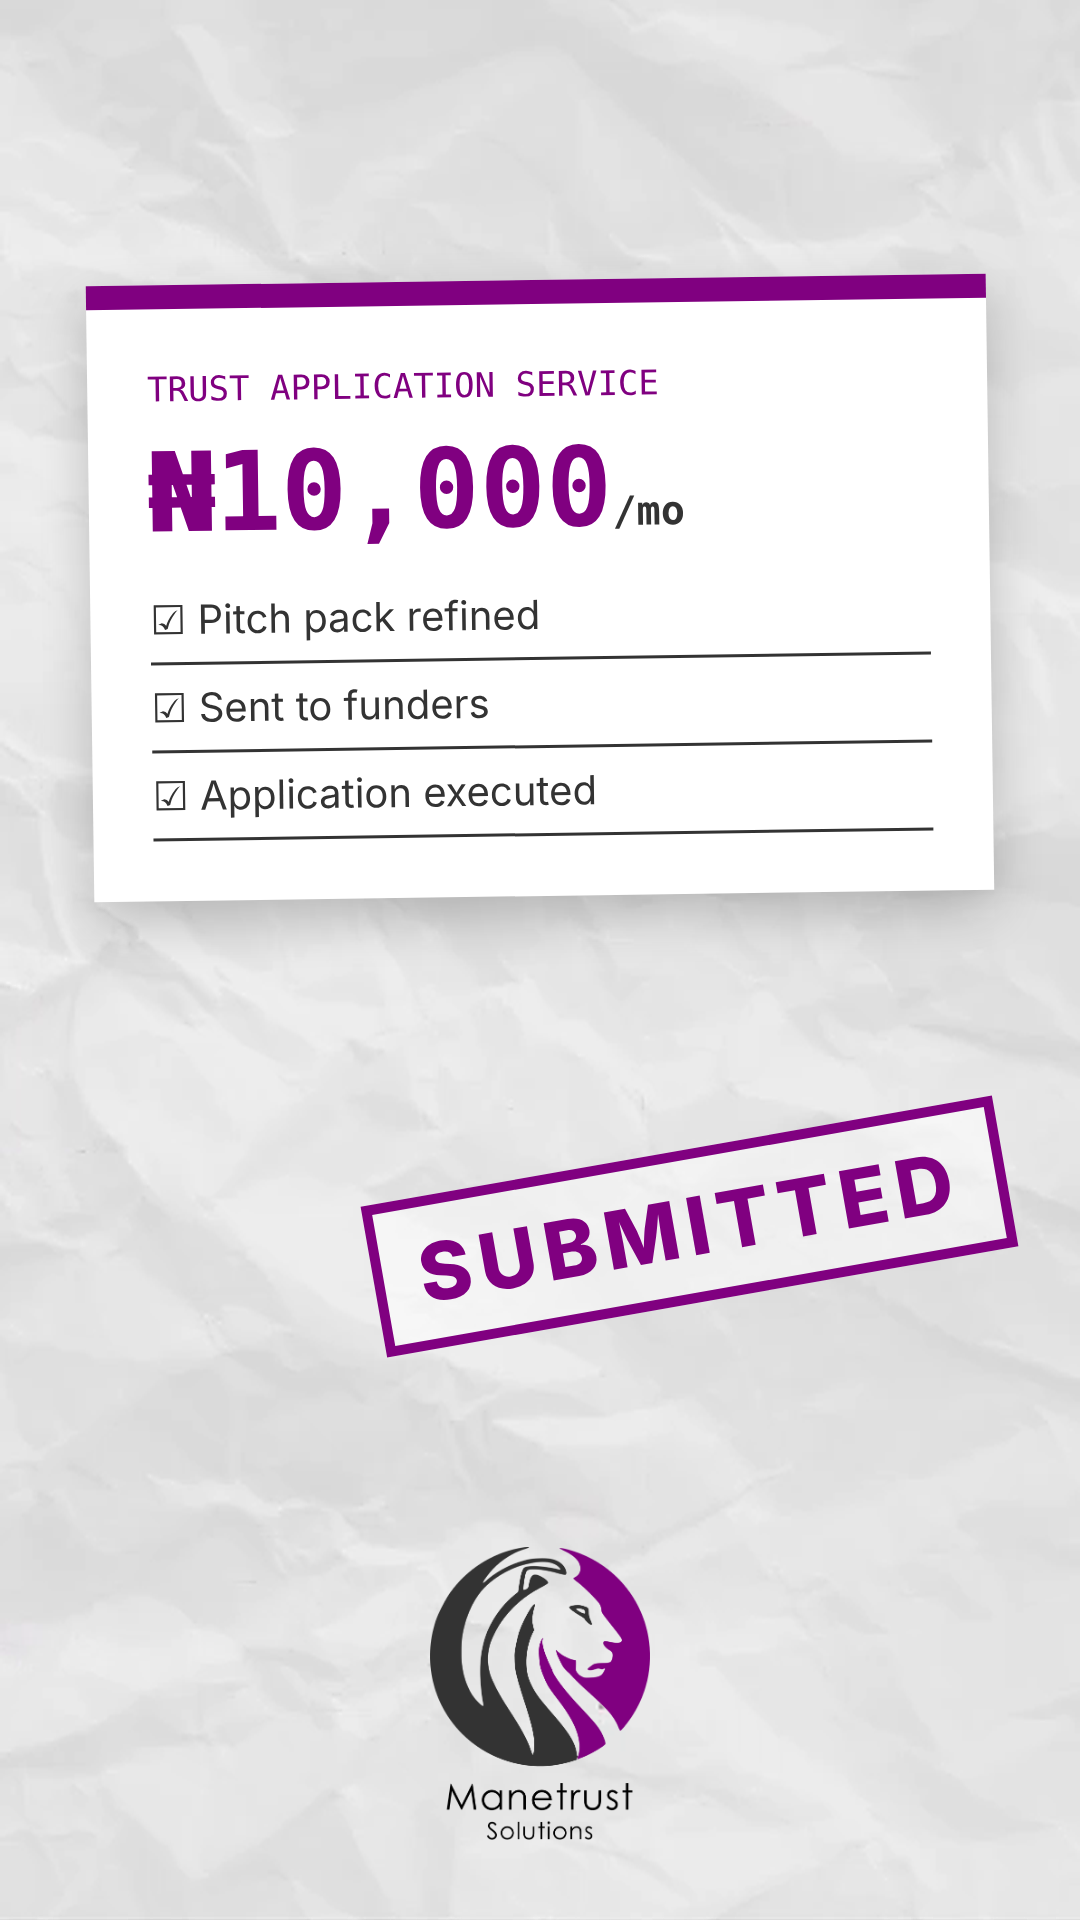 TRUST APPLICATION SERVICE
₦10,000/mo
☑ Pitch pack refined
☑ Sent to funders
☑ Application executed
SUBMITTED
Manetrust
Solutions